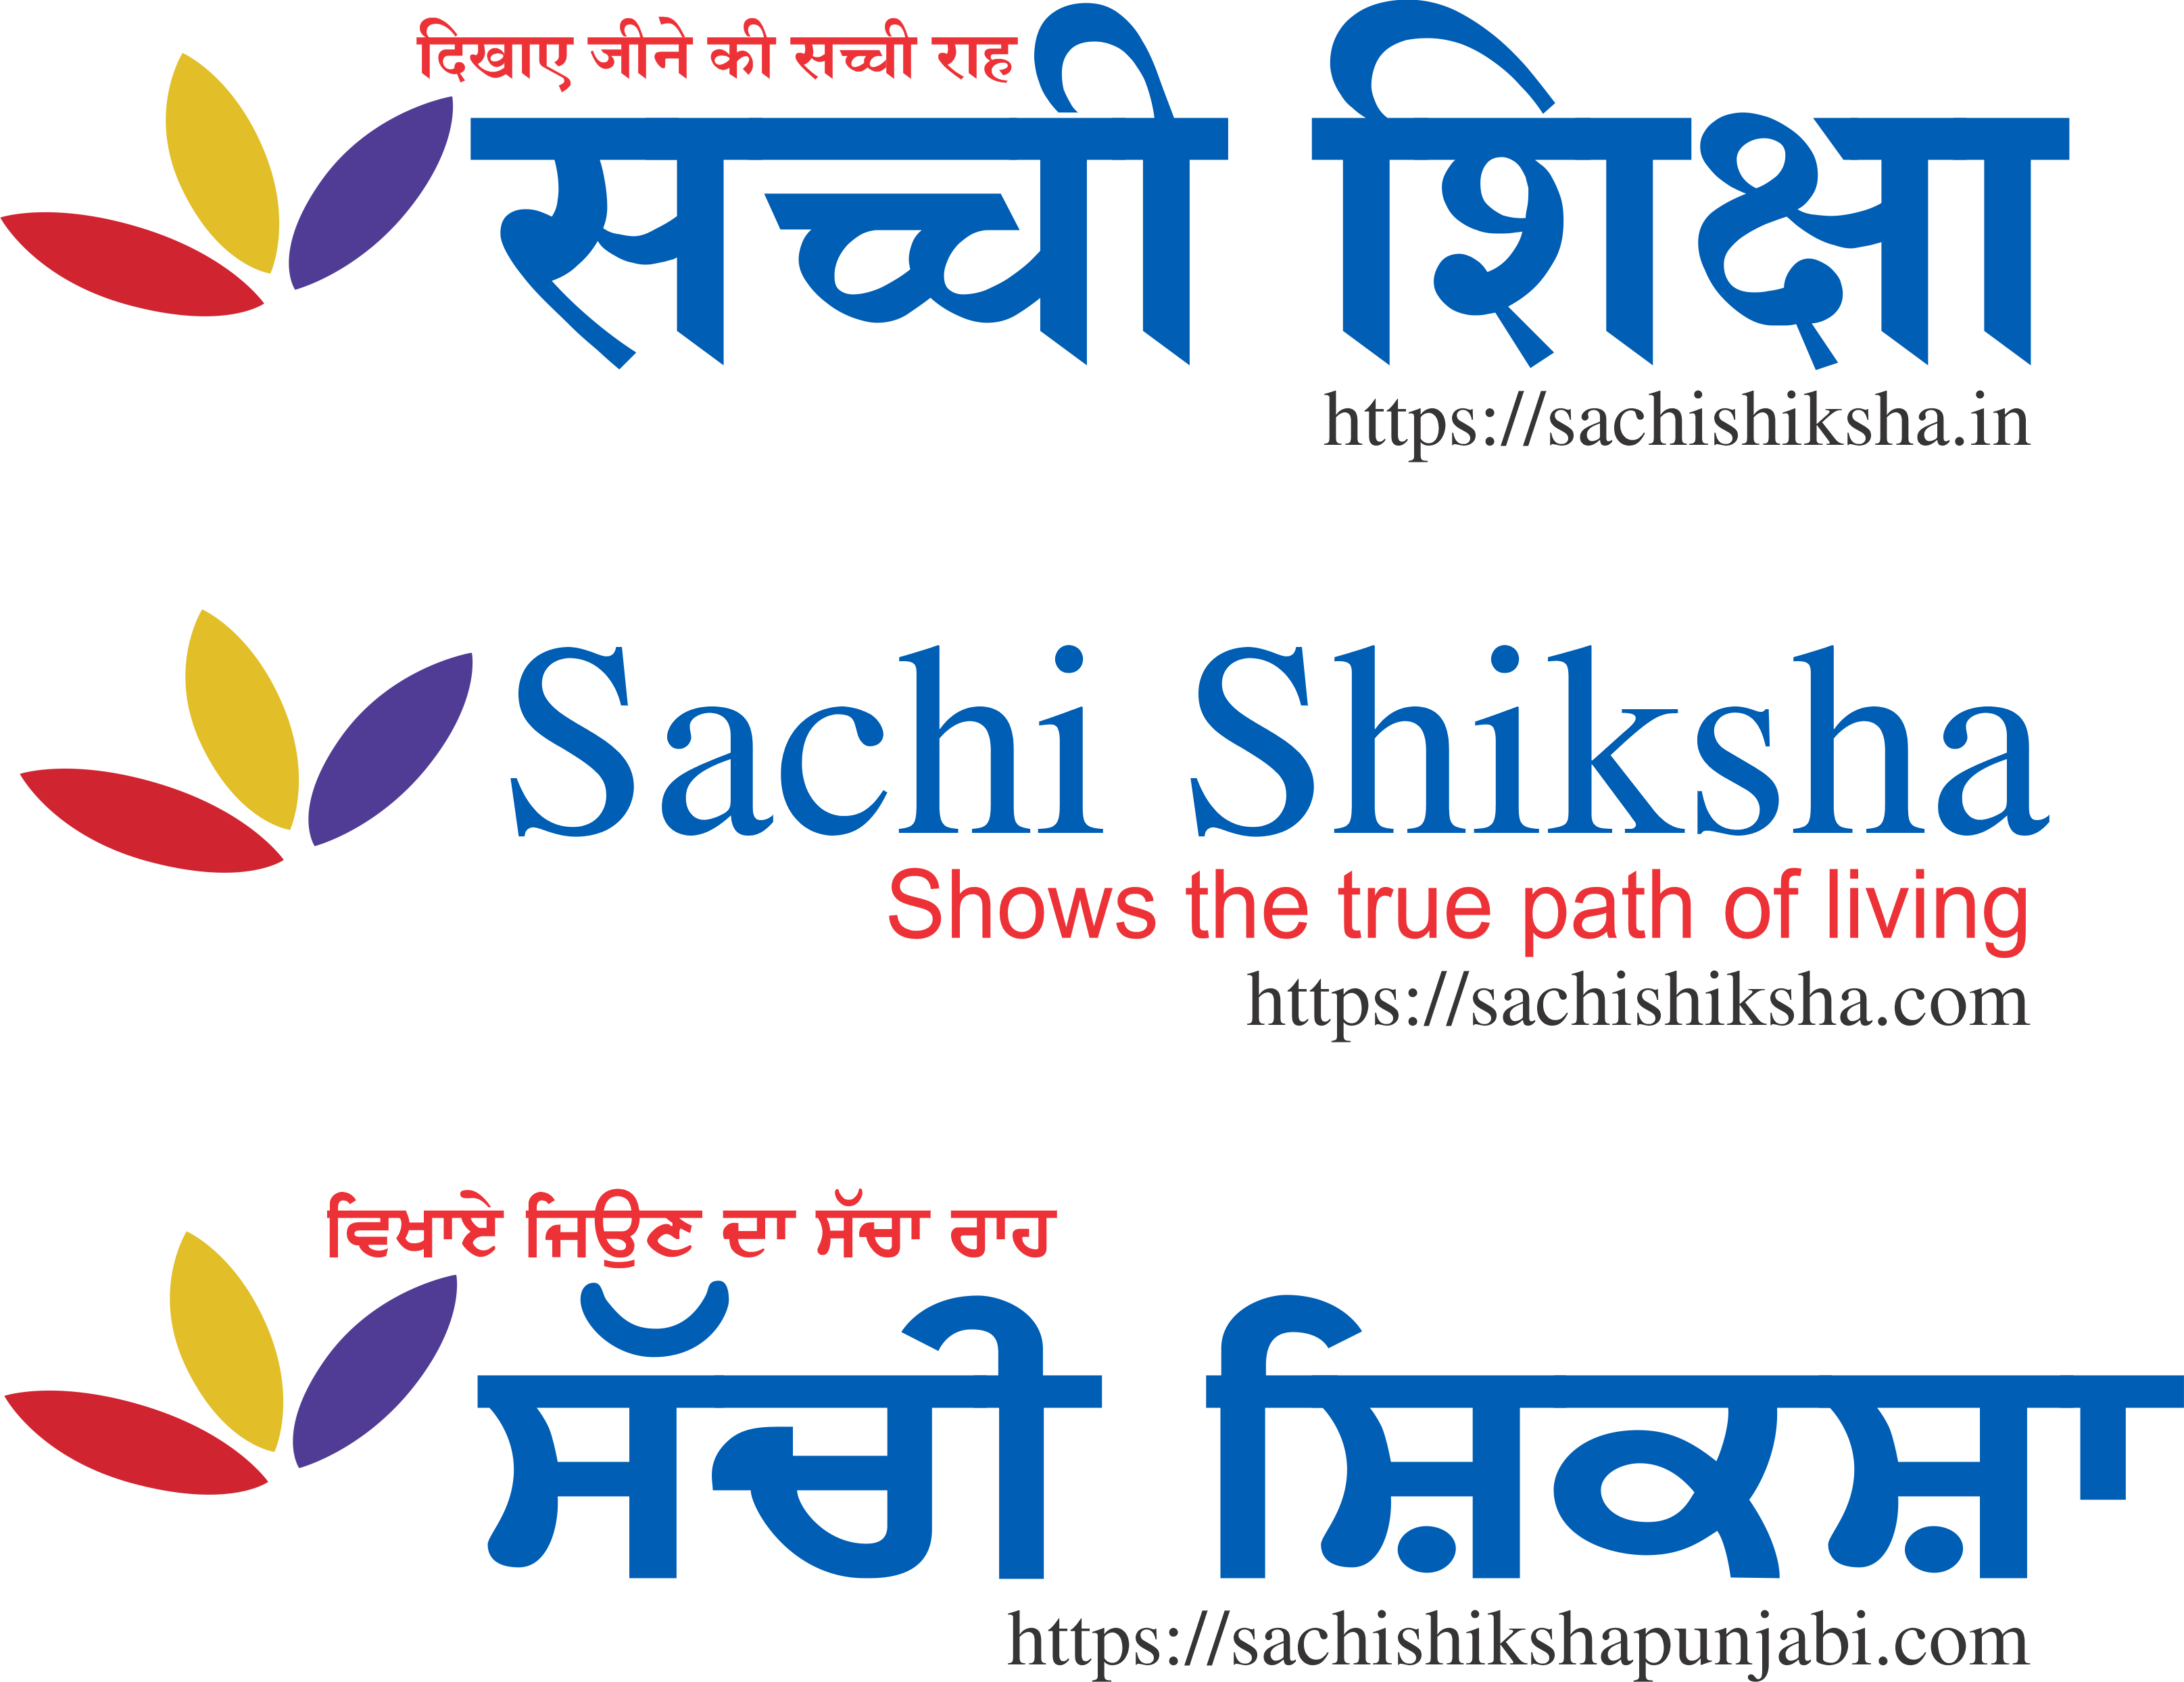 दिखाए जीने की सच्ची राह
सच्ची शिक्षा
https://sachishiksha.in
Sachi Shiksha
Shows the true path of living
https://sachishiksha.com
ਵਿਖਾਏ ਜਿਉਣ ਦਾ ਸੱਚਾ ਰਾਹ
ਸੱਚੀ ਸ਼ਿਕਸ਼ਾ
https://sachishikshapunjabi.com